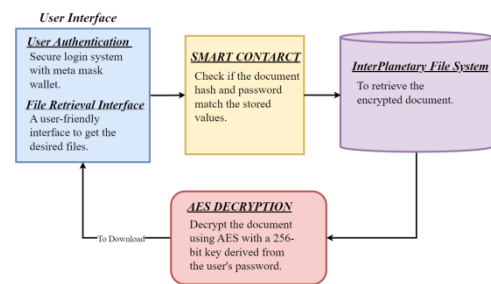 User Interface
User Authentication
Secure login system
with meta mask
wallet.
File Retrieval Interface
A user-friendly
interface to get the
desired files.
SMART CONTARCT
Check if the document
hash and password
match the stored
values.
InterPlanetary File System
To retrieve the
encrypted document.
AES DECRYPTION
Decrypt the document
using AES with a 256-
bit key derived from
the user's password.
To Download